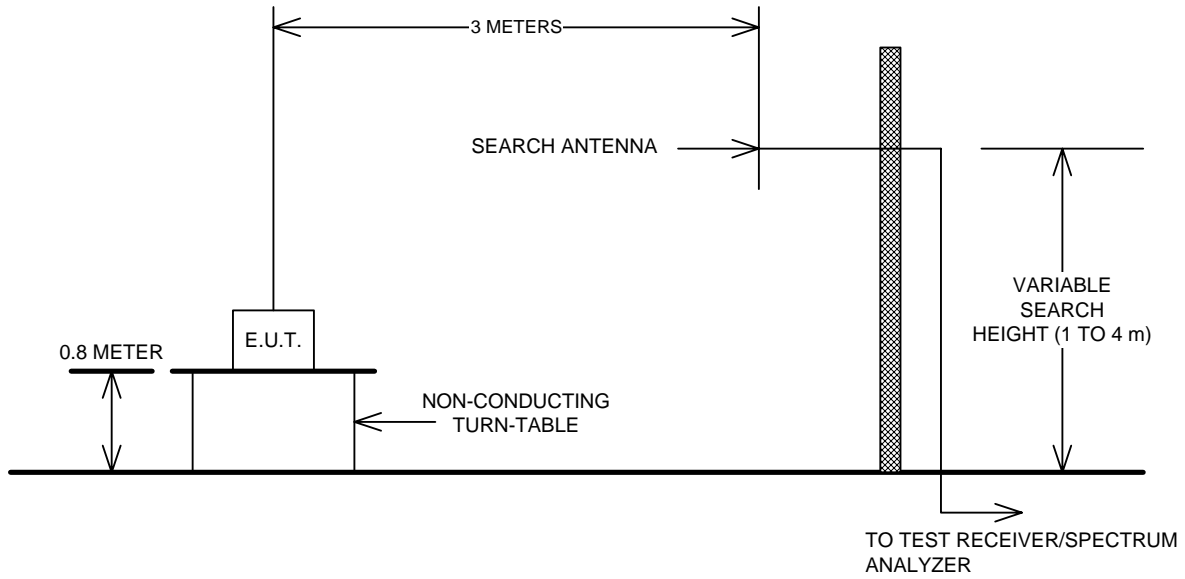 3 METERS
SEARCH ANTENNA
VARIABLE
SEARCH
HEIGHT (1 TO 4 m)
E.U.T.
0.8 METER
NON-CONDUCTING
TURN-TABLE
TO TEST RECEIVER/SPECTRUM
ANALYZER